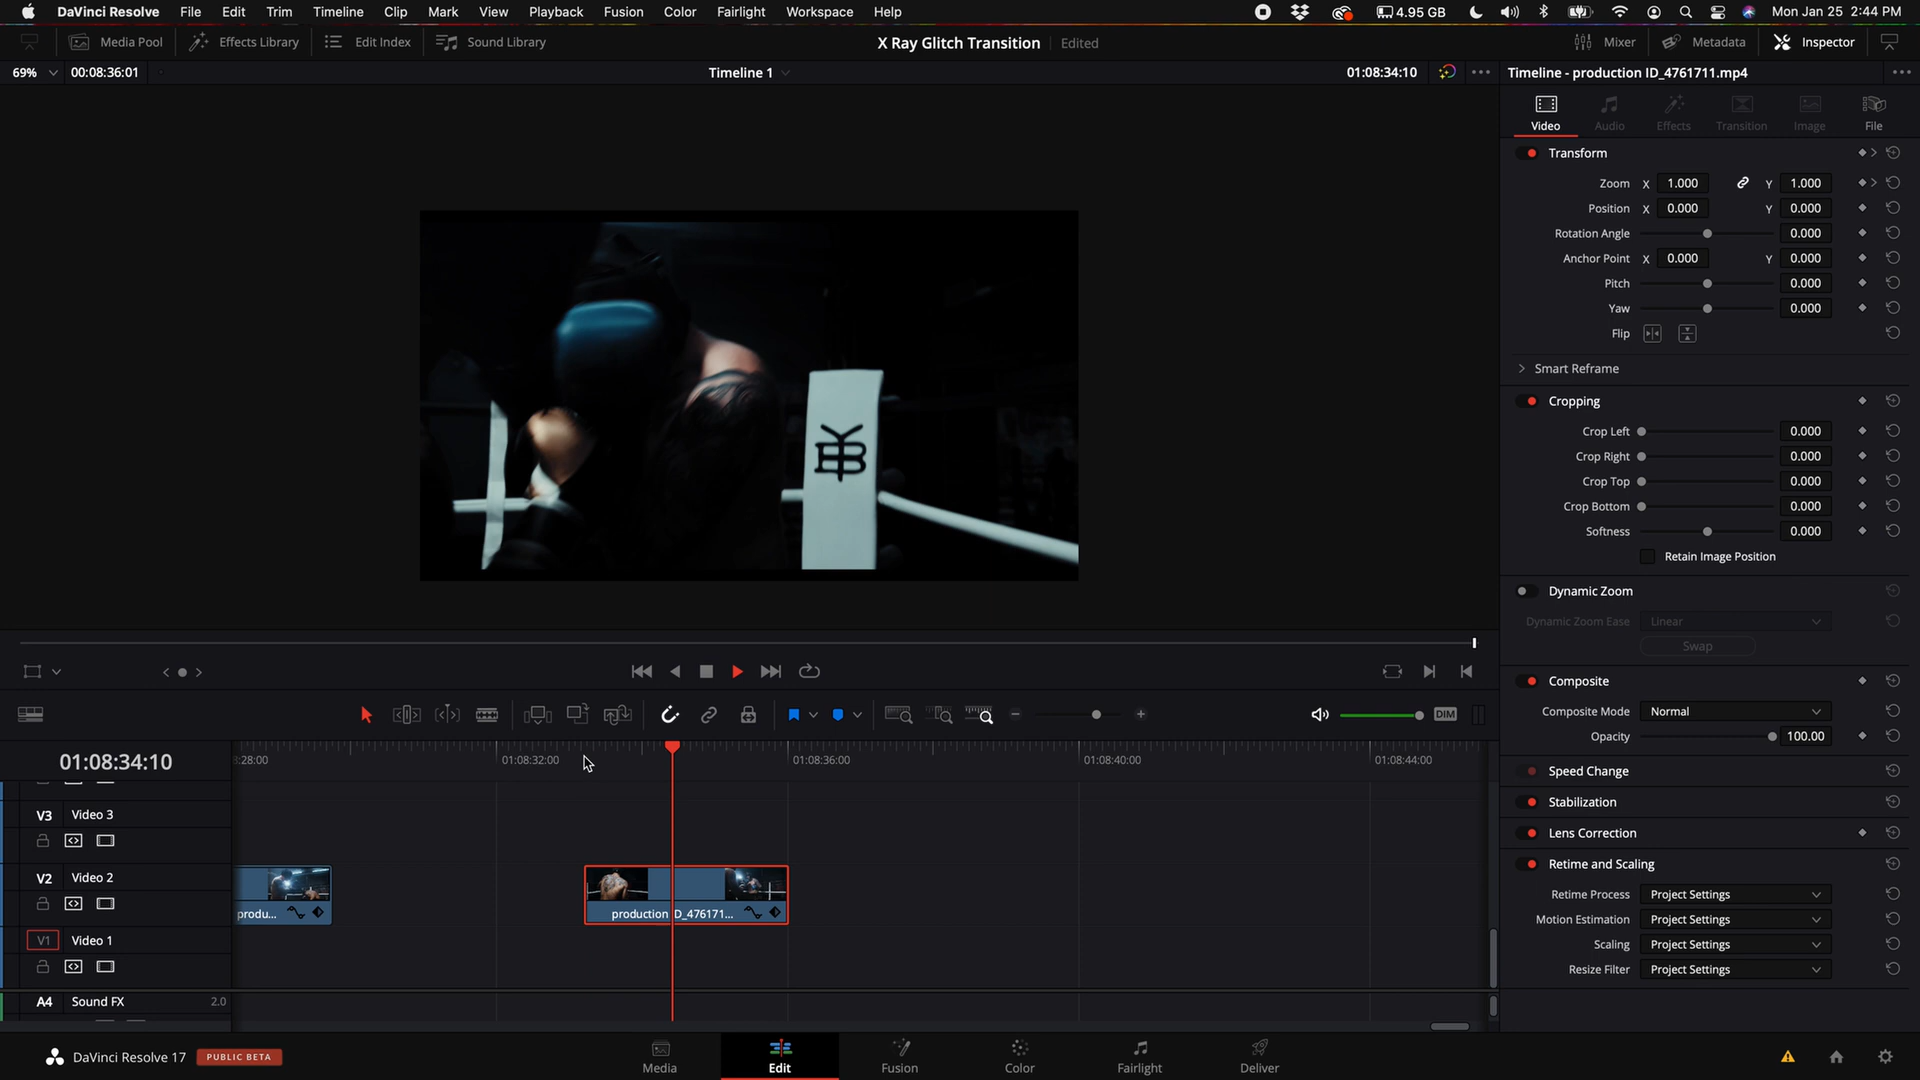 DaVinci Resolve File Edit Trim Timeline Clip Mark View Playback Fusion Color Fairlight Workspace Help 4.95 GB Mon Jan 25 2:44 PM
Media Pool Effects Library Edit Index Sound Library X Ray Glitch Transition Edited Mixer Metadata Inspector
69% 00:08:36:01 Timeline 1 01:08:34:10 Timeline - production ID_4761711.mp4
Video Audio Effects Transition Image File
Transform
Zoom X 1.000 Y 1.000
Position X 0.000 Y 0.000
Rotation Angle 0.000
Anchor Point X 0.000 Y 0.000
Pitch 0.000
Yaw 0.000
Flip
Smart Reframe
Cropping
Crop Left 0.000
Crop Right 0.000
Crop Top 0.000
Crop Bottom 0.000
Softness 0.000
Retain Image Position
Dynamic Zoom
Dynamic Zoom Ease Linear
Swap
Composite
Composite Mode Normal
Opacity 100.00
Speed Change
Stabilization
Lens Correction
Retime and Scaling
Retime Process Project Settings
Motion Estimation Project Settings
Scaling Project Settings
Resize Filter Project Settings
DIM
01:08:34:10 8:28:00 01:08:32:00 01:08:36:00 01:08:40:00 01:08:44:00
V3 Video 3
V2 Video 2
produ... production ID_476171...
V1 Video 1
A4 Sound FX 2.0
DaVinci Resolve 17 PUBLIC BETA Media Edit Fusion Color Fairlight Deliver